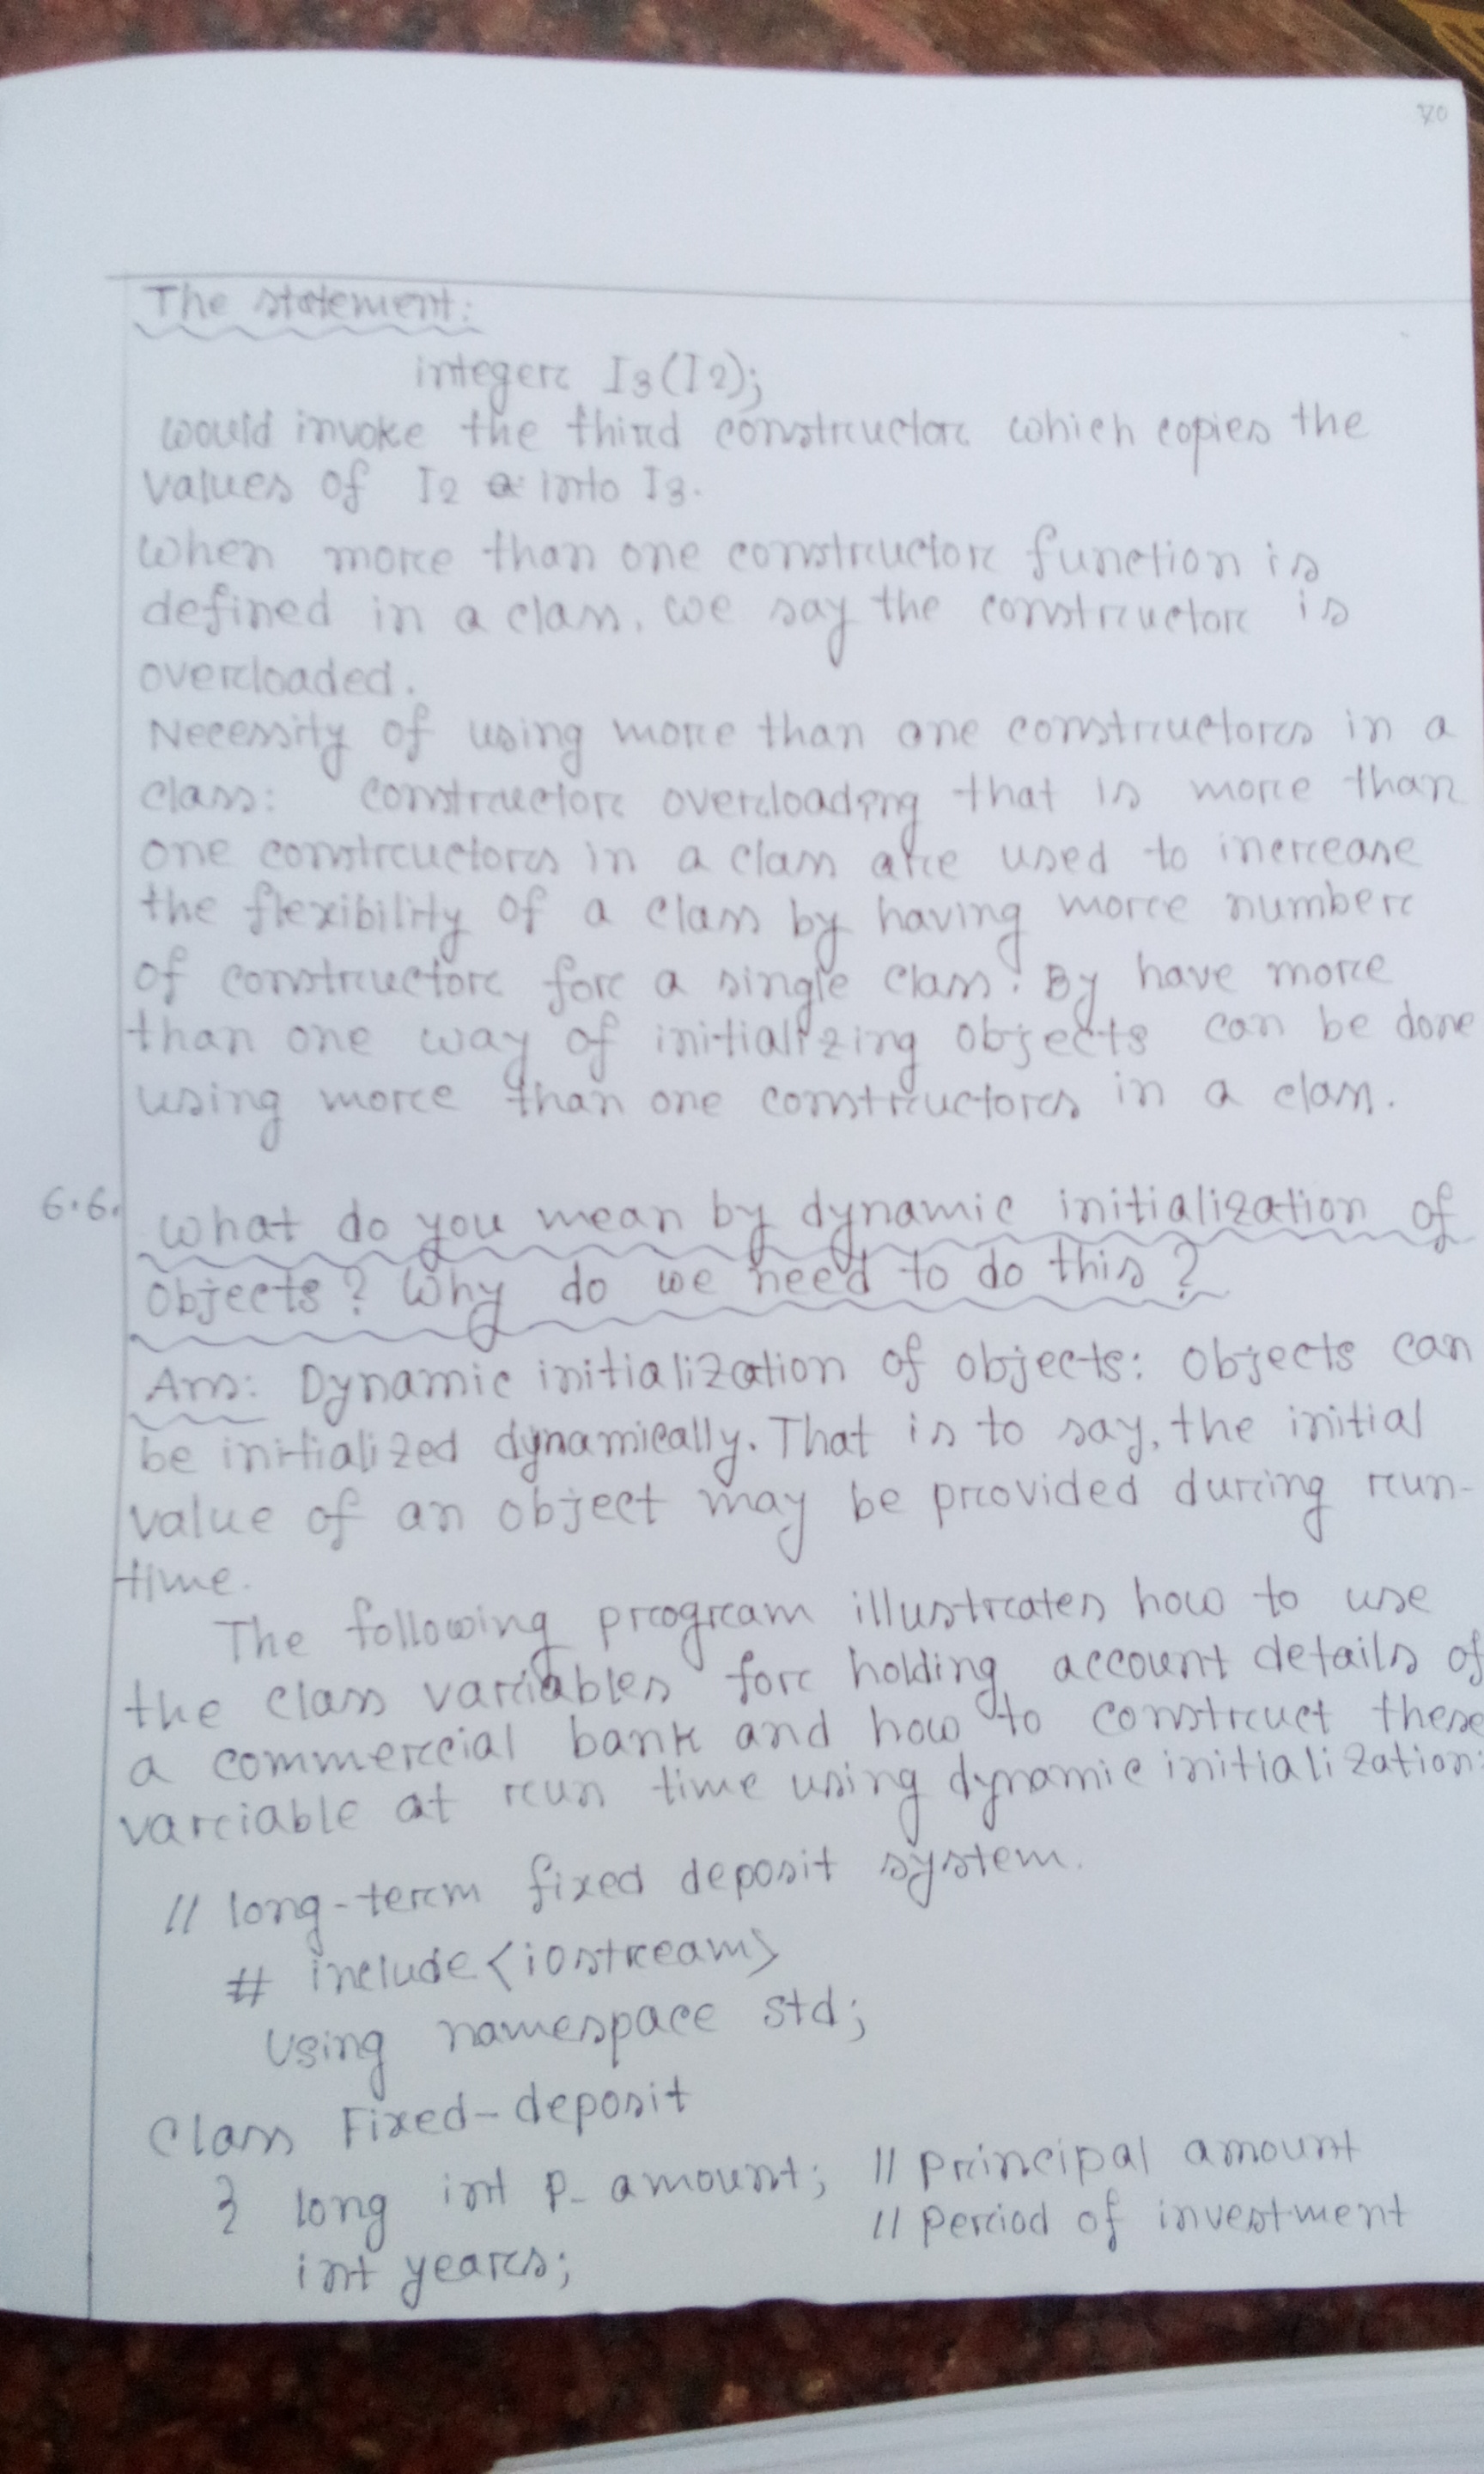 70
The statement:
integer I3(I2);
would invoke the third constructor which copies the
values of I2 into I3.
When more than one constructor function is
defined in a class, we say the constructor is
overloaded.
Necessity of using more than one constructors in a
class: constructor overloading that is more than
one constructors in a class are used to increase
the flexibility of a class by having more number
of constructor for a single class. By have more
than one way of initializing objects can be done
using more than one constructors in a class.
6.6. What do you mean by dynamic initialization of
objects? Why do we need to do this?
Ans: Dynamic initialization of objects: Objects can
be initialized dynamically. That is to say, the initial
value of an object may be provided during run-
time.
The following program illustrates how to use
the class variables for holding account details of
a commercial bank and how to construct these
variable at run time using dynamic initialization:
// long-term fixed deposit system.
# include <iostream>
Using namespace std;
Class Fixed-deposit
{ long int P_amount; // Principal amount
int years; // Period of investment